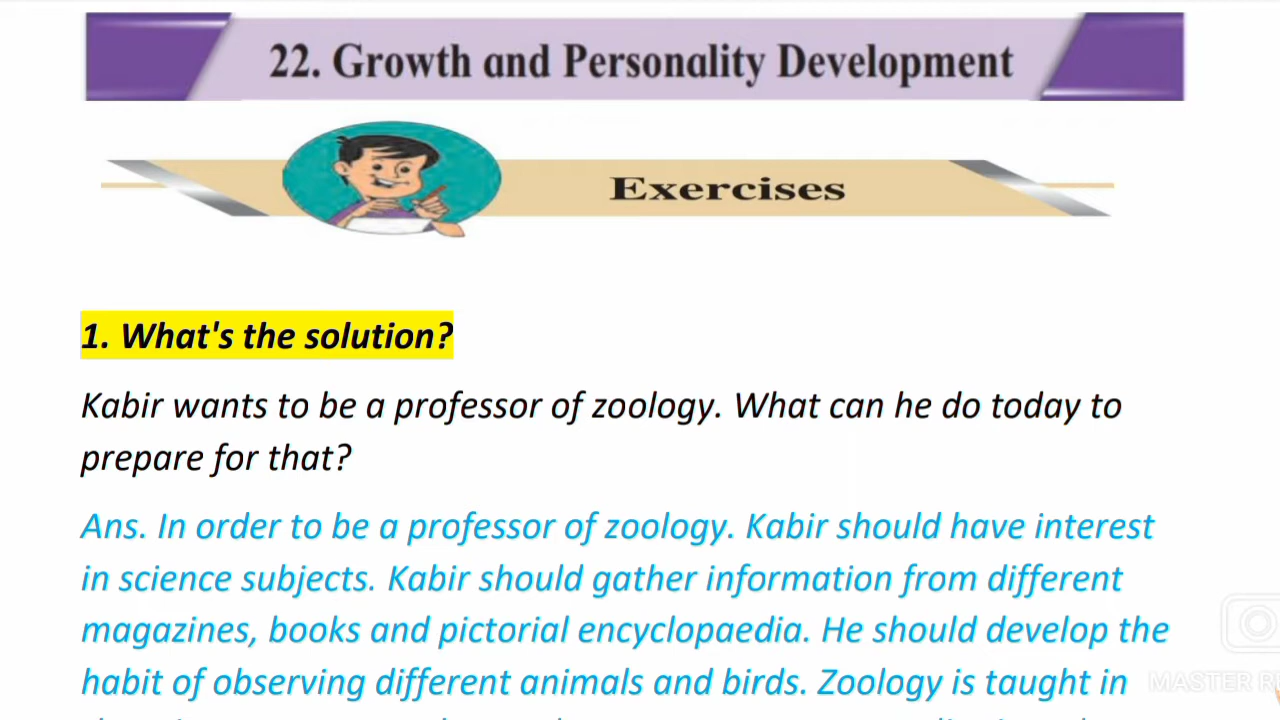 22. Growth and Personality Development
Exercises
1. What's the solution?
Kabir wants to be a professor of zoology. What can he do today to
prepare for that?
Ans. In order to be a professor of zoology. Kabir should have interest
in science subjects. Kabir should gather information from different
magazines, books and pictorial encyclopaedia. He should develop the
habit of observing different animals and birds. Zoology is taught in
MASTER